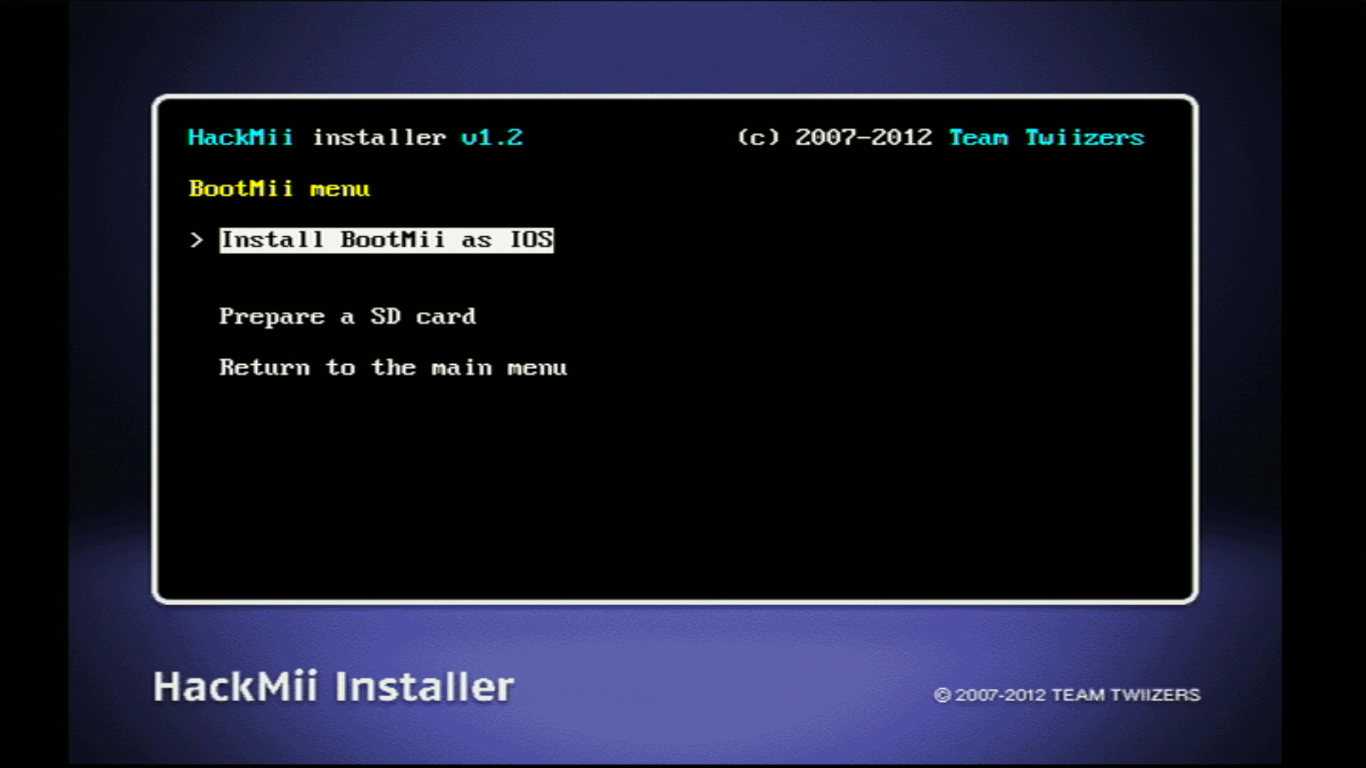 HackMii installer v1.2 (c) 2007-2012 Team Twiizers
BootMii menu
> Install BootMii as IOS
Prepare a SD card
Return to the main menu
HackMii Installer
© 2007-2012 TEAM TWIIZERS